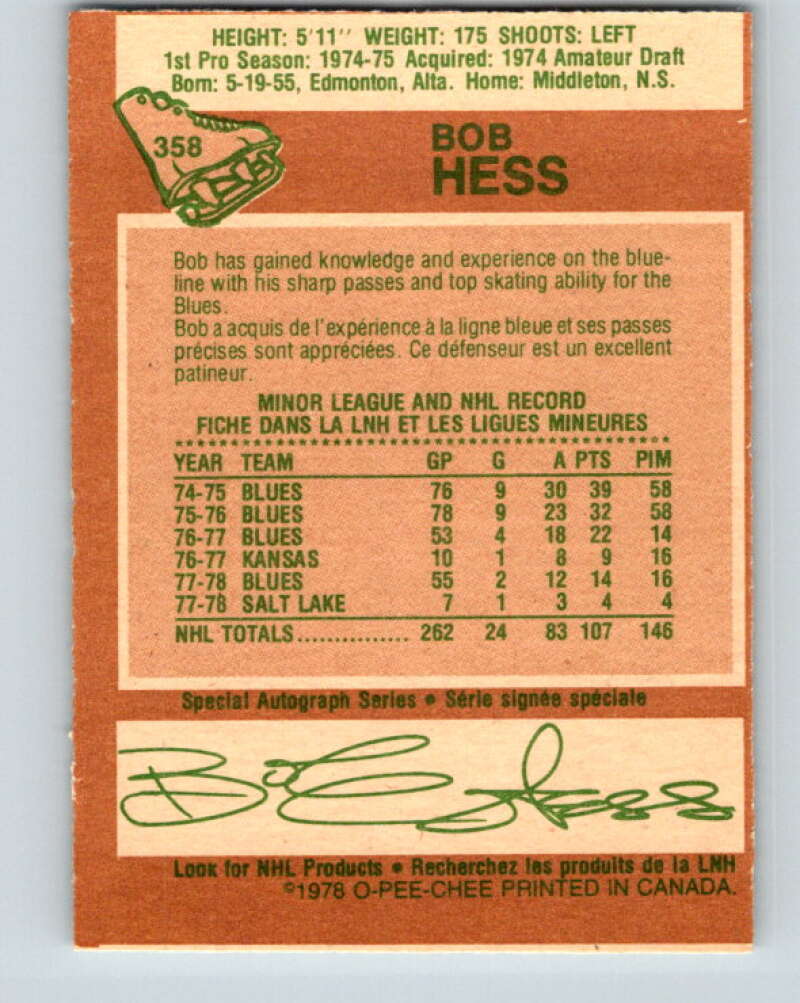 HEIGHT: 5'11'' WEIGHT: 175 SHOOTS: LEFT
1st Pro Season: 1974-75 Acquired: 1974 Amateur Draft
Born: 5-19-55, Edmonton, Alta. Home: Middleton, N.S.
358
BOB
HESS
Bob has gained knowledge and experience on the blue-
line with his sharp passes and top skating ability for the
Blues.
Bob a acquis de l'expérience à la ligne bleue et ses passes
précises sont appréciées. Ce défenseur est un excellent
patineur.
MINOR LEAGUE AND NHL RECORD
FICHE DANS LA LNH ET LES LIGUES MINEURES
YEAR TEAM GP G A PTS PIM
74-75 BLUES 76 9 30 39 58
75-76 BLUES 78 9 23 32 58
76-77 BLUES 53 4 18 22 14
76-77 KANSAS 10 1 8 9 16
77-78 BLUES 55 2 12 14 16
77-78 SALT LAKE 7 1 3 4 4
NHL TOTALS............... 262 24 83 107 146
Special Autograph Series • Série signée spéciale
Bob Hess
Look for NHL Products • Recherchez les produits de la LNH
©1978 O-PEE-CHEE PRINTED IN CANADA.